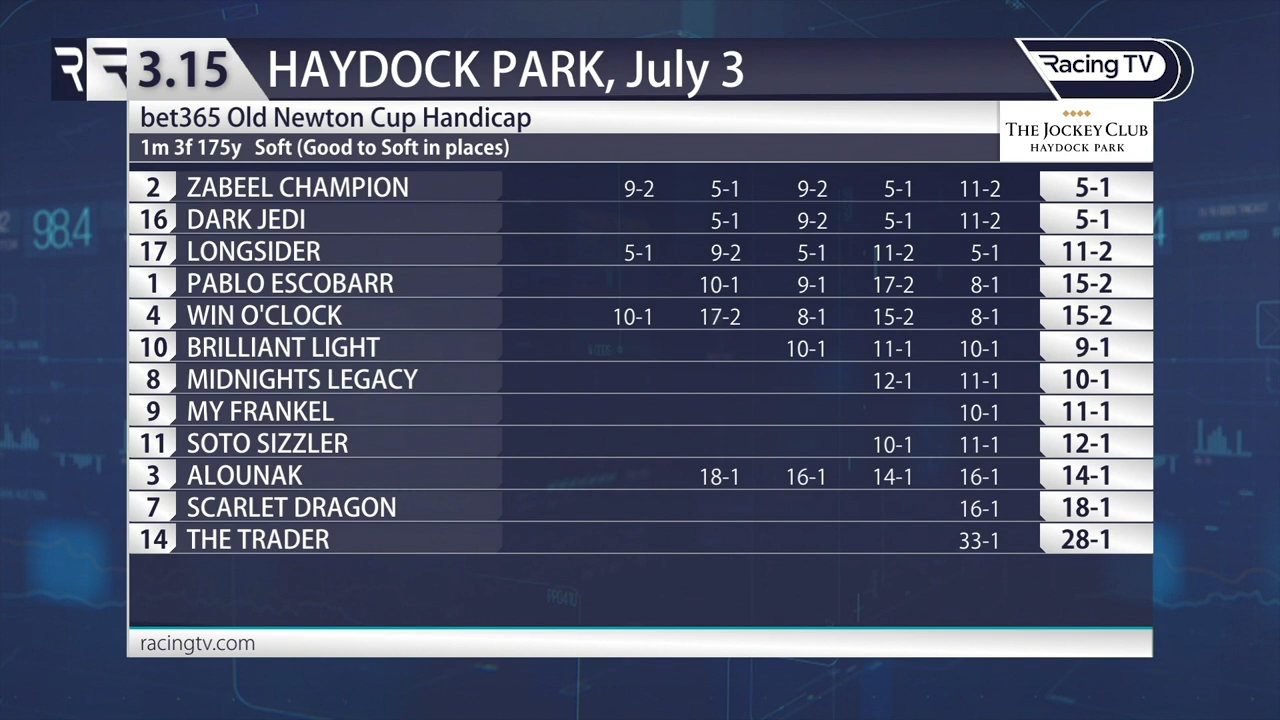 3.15 HAYDOCK PARK, July 3 Racing TV
bet365 Old Newton Cup Handicap
THE JOCKEY CLUB
HAYDOCK PARK
1m 3f 175y Soft (Good to Soft in places)
2 ZABEEL CHAMPION 9-2 5-1 9-2 5-1 11-2 5-1
16 DARK JEDI 5-1 9-2 5-1 11-2 5-1
17 LONGSIDER 5-1 9-2 5-1 11-2 5-1 11-2
1 PABLO ESCOBARR 10-1 9-1 17-2 8-1 15-2
4 WIN O'CLOCK 10-1 17-2 8-1 15-2 8-1 15-2
10 BRILLIANT LIGHT 10-1 11-1 10-1 9-1
8 MIDNIGHTS LEGACY 12-1 11-1 10-1
9 MY FRANKEL 10-1 11-1
11 SOTO SIZZLER 10-1 11-1 12-1
3 ALOUNAK 18-1 16-1 14-1 16-1 14-1
7 SCARLET DRAGON 16-1 18-1
14 THE TRADER 33-1 28-1
racingtv.com
98.4